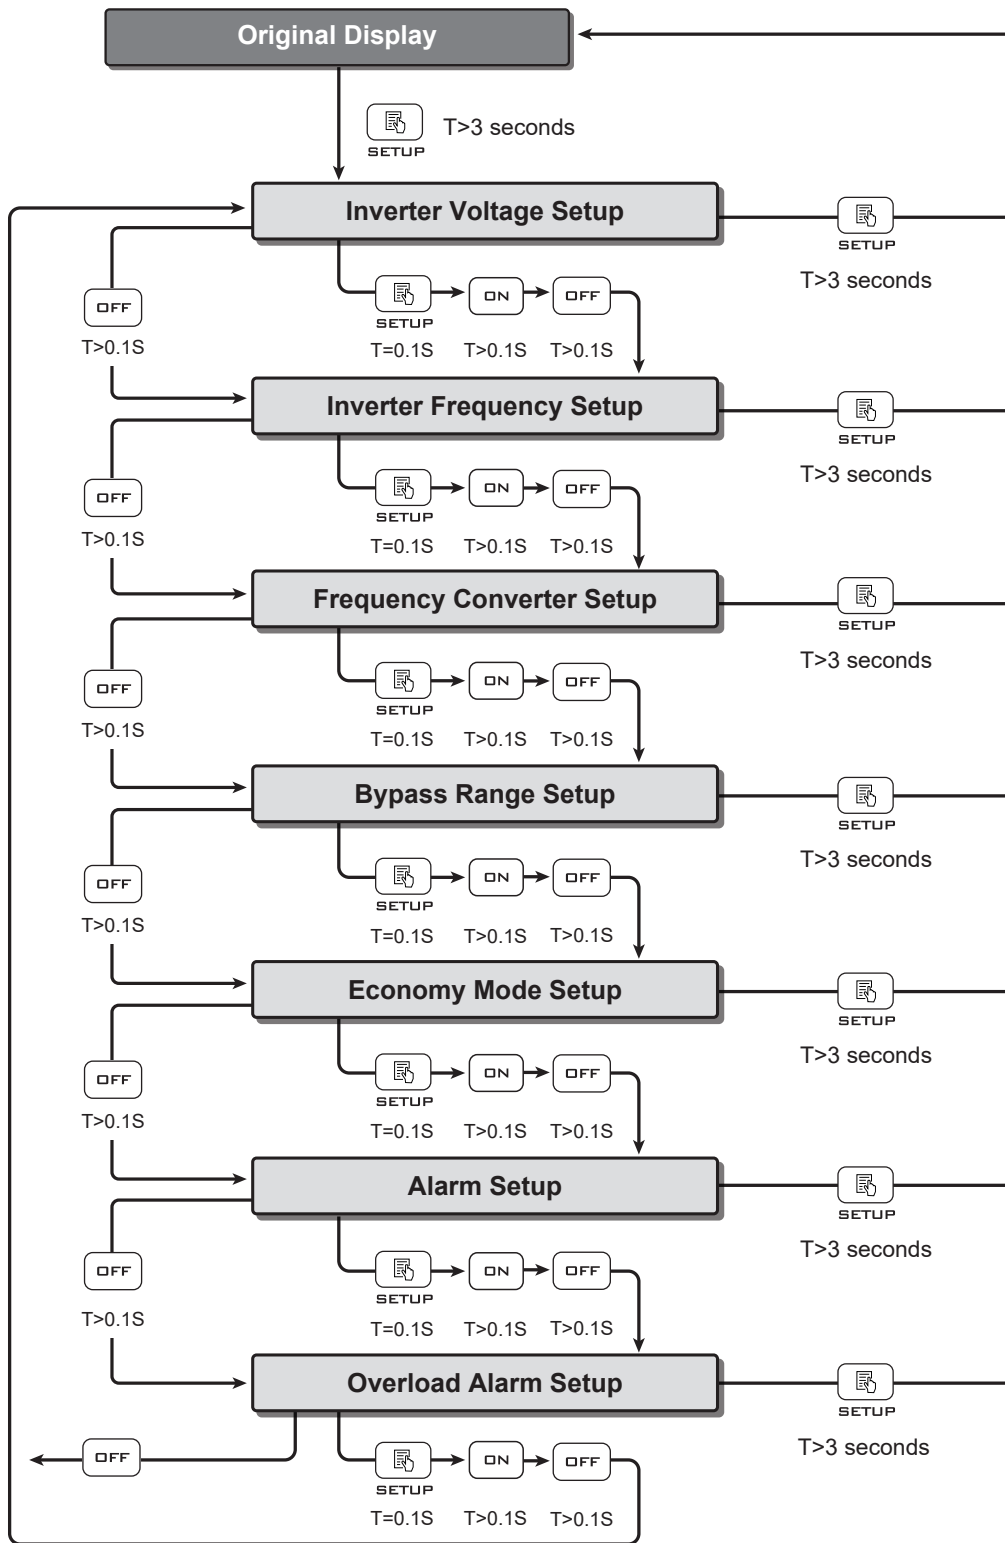 Original Display
T>3 seconds
SETUP
Inverter Voltage Setup
SETUP
T>3 seconds
OFF
T>0.1S
ON
OFF
SETUP
T=0.1S T>0.1S T>0.1S
Inverter Frequency Setup
SETUP
T>3 seconds
OFF
T>0.1S
ON
OFF
SETUP
T=0.1S T>0.1S T>0.1S
Frequency Converter Setup
SETUP
T>3 seconds
OFF
T>0.1S
ON
OFF
SETUP
T=0.1S T>0.1S T>0.1S
Bypass Range Setup
SETUP
T>3 seconds
OFF
T>0.1S
ON
OFF
SETUP
T=0.1S T>0.1S T>0.1S
Economy Mode Setup
SETUP
T>3 seconds
OFF
T>0.1S
ON
OFF
SETUP
T=0.1S T>0.1S T>0.1S
Alarm Setup
SETUP
T>3 seconds
OFF
T>0.1S
ON
OFF
SETUP
T=0.1S T>0.1S T>0.1S
Overload Alarm Setup
SETUP
T>3 seconds
OFF
ON
OFF
SETUP
T=0.1S T>0.1S T>0.1S